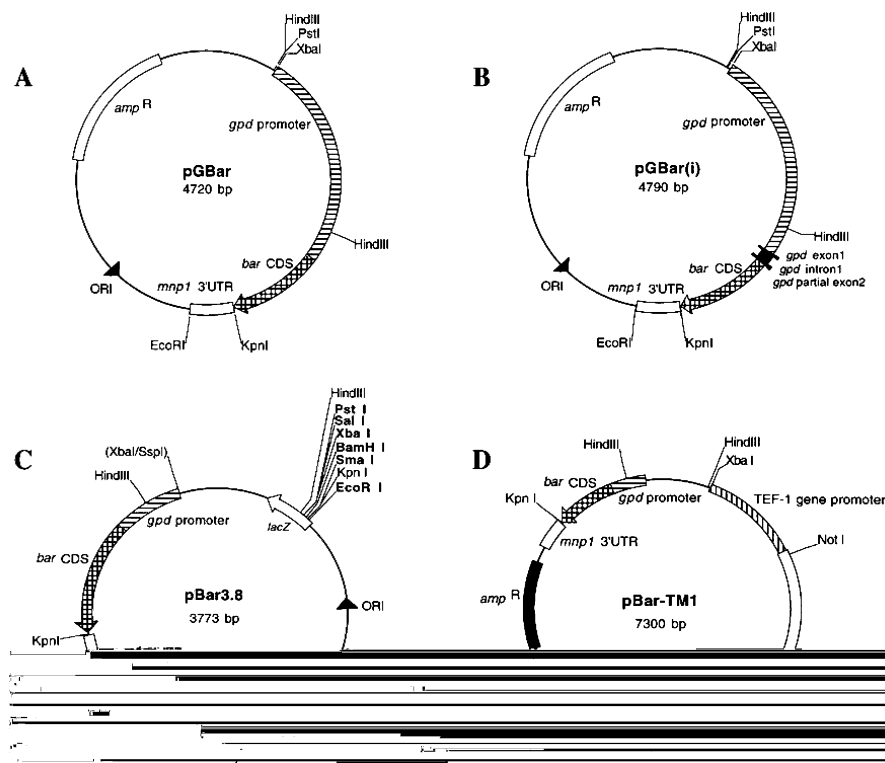 A
HindIII
PstI
XbaI
amp R
gpd promoter
pGBar
4720 bp
HindIII
bar CDS
mnp1 3'UTR
ORI
EcoRI
KpnI
B
HindIII
PstI
XbaI
amp R
gpd promoter
pGBar(i)
4790 bp
HindIII
gpd exon1
gpd intron1
gpd partial exon2
bar CDS
mnp1 3'UTR
ORI
EcoRI
KpnI
C
(XbaI/SspI)
HindIII
gpd promoter
HindIII
Pst I
Sal I
Xba I
BamH I
Sma I
Kpn I
EcoR I
lacZ
bar CDS
pBar3.8
3773 bp
ORI
KpnI
D
HindIII
bar CDS
gpd promoter
Kpn I
mnp1 3'UTR
HindIII
Xba I
TEF-1 gene promoter
Not I
amp R
pBar-TM1
7300 bp